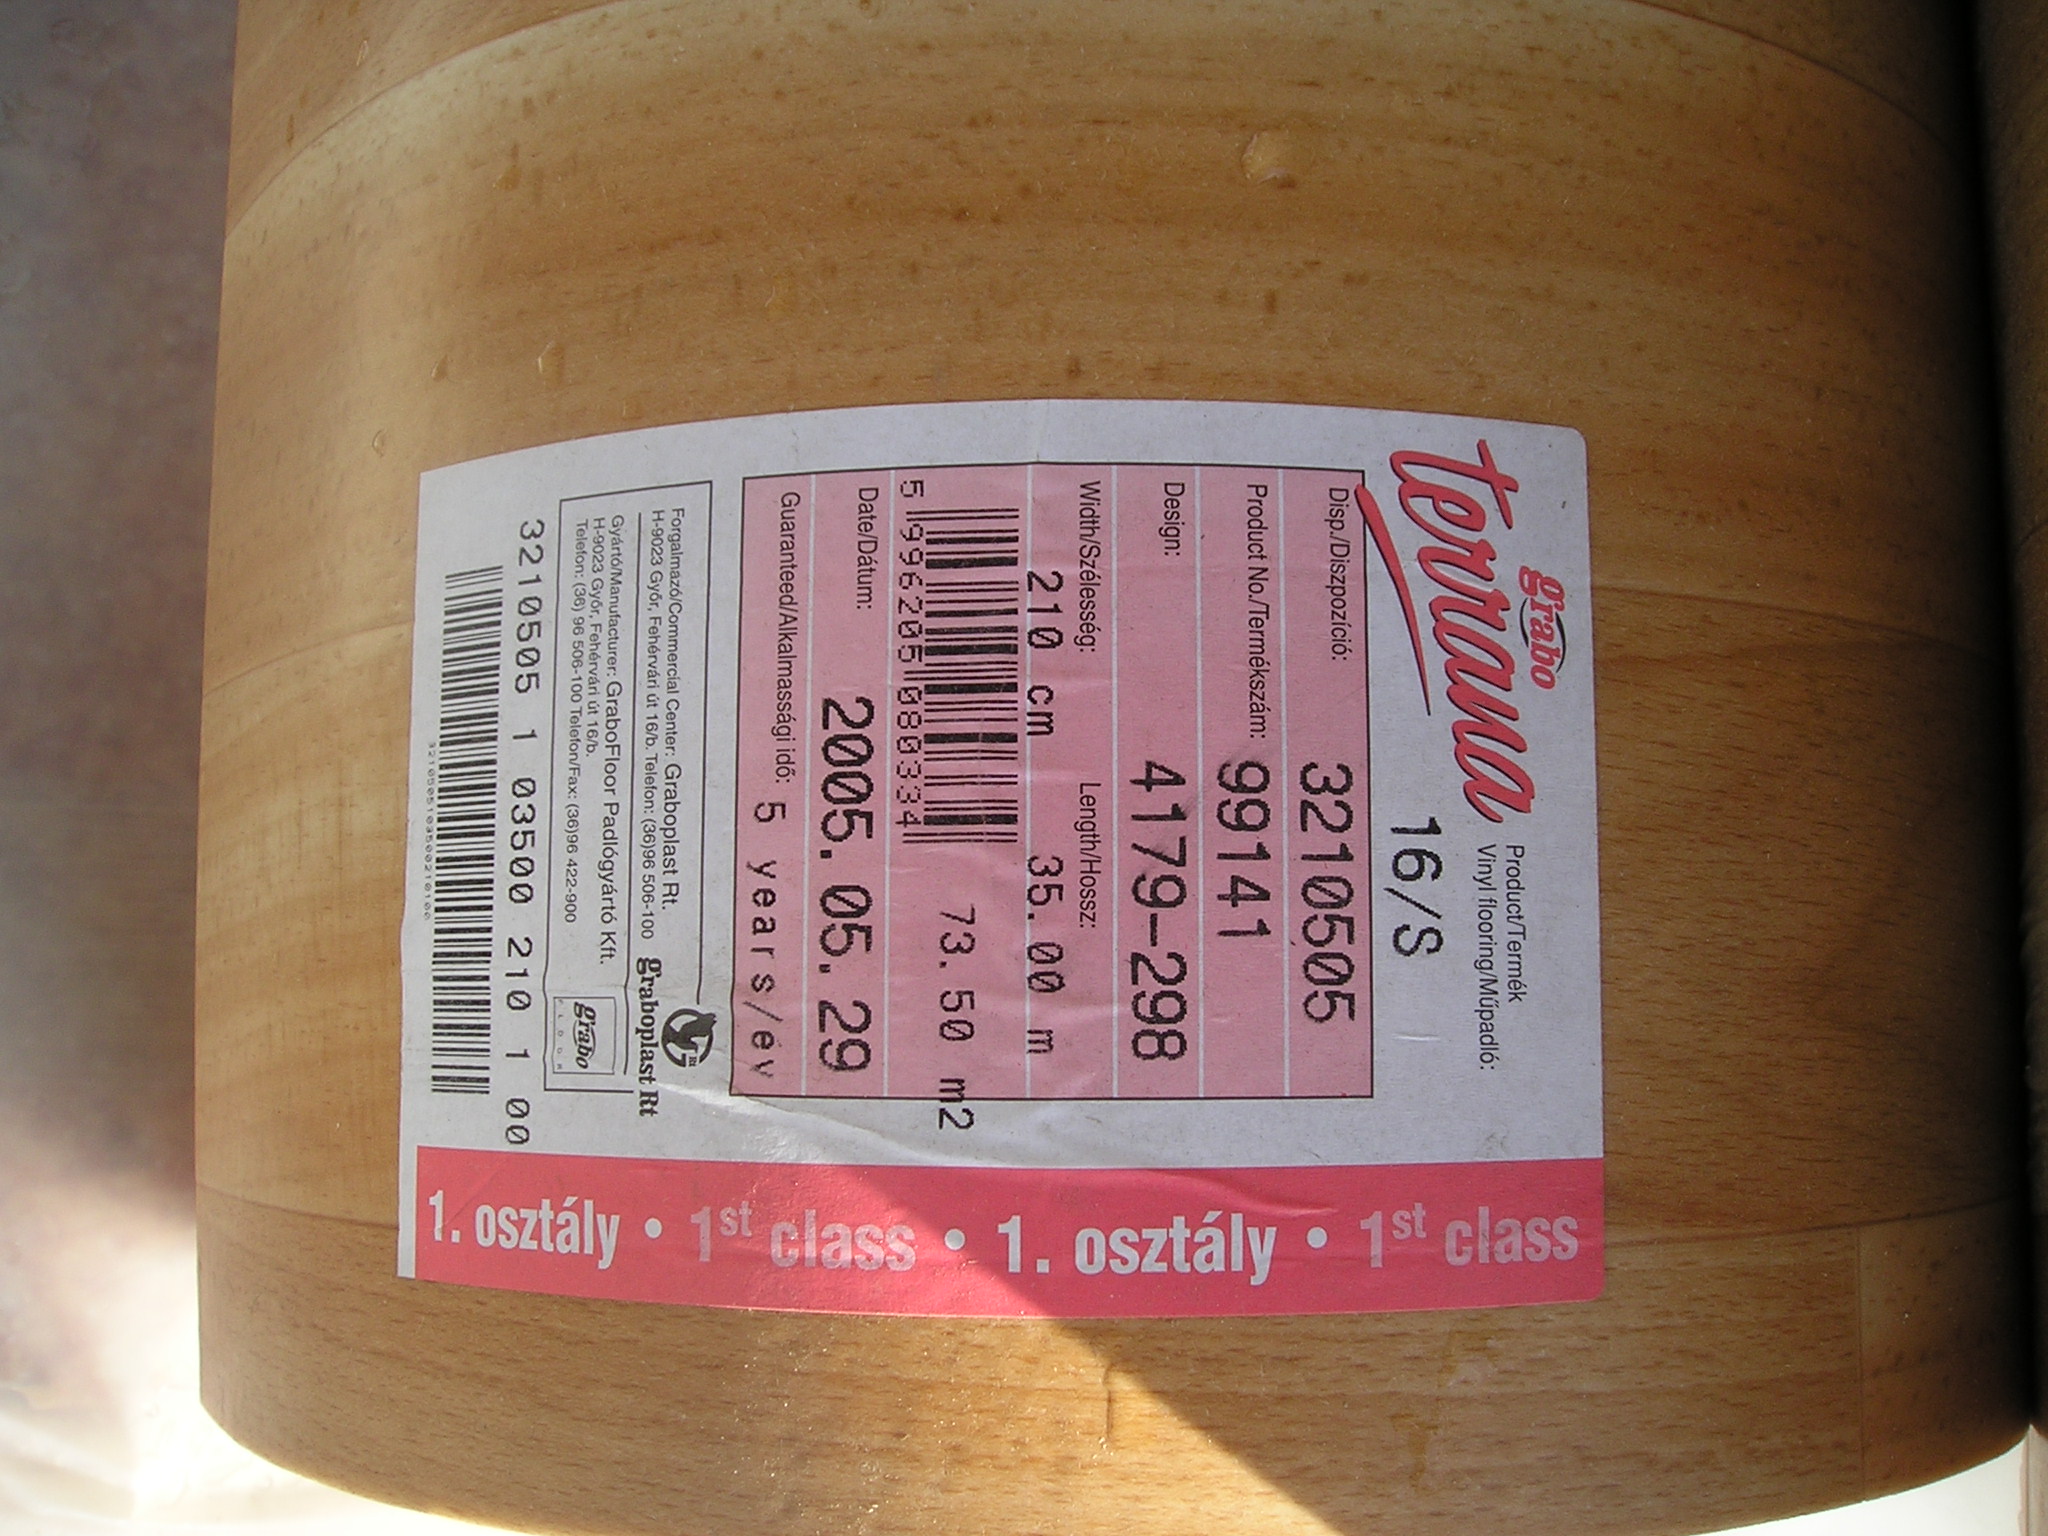 grabo
terrana
Product/Termék
Vinyl flooring/Műpadló:
16/S
Disp./Diszpozíció: 3210505
Product No./Termékszám: 99141
Design: 4179-298
Width/Szélesség: Length/Hossz:
210 cm 35.00 m
73.50 m2
5 996205 080334
Date/Dátum: 2005.05.29
Guaranteed/Alkalmassági idő: 5 years/év
Forgalmazó/Commercial Center: Graboplast Rt.
H-9023 Győr, Fehérvári út 16/b. Telefon: (36)96 506-100
graboplast Rt
Gyártó/Manufacturer: GraboFloor Padlógyártó Kft.
H-9023 Győr, Fehérvári út 16/b.
Telefon: (36) 96 506-100 Telefon/Fax: (36)96 422-900
grabo
FLOOR
3210505 1 03500 210 1 00
3210505103500210100
1. osztály • 1st class • 1. osztály • 1st class